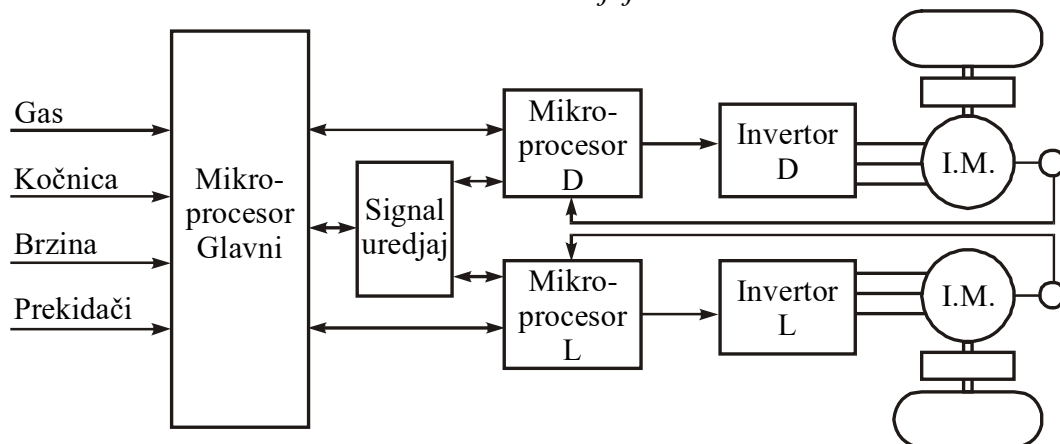 Gas
Kočnica
Brzina
Prekidači
Mikro-
procesor
Glavni
Signal
uredjaj
Mikro-
procesor
D
Invertor
D
I.M.
Mikro-
procesor
L
Invertor
L
I.M.